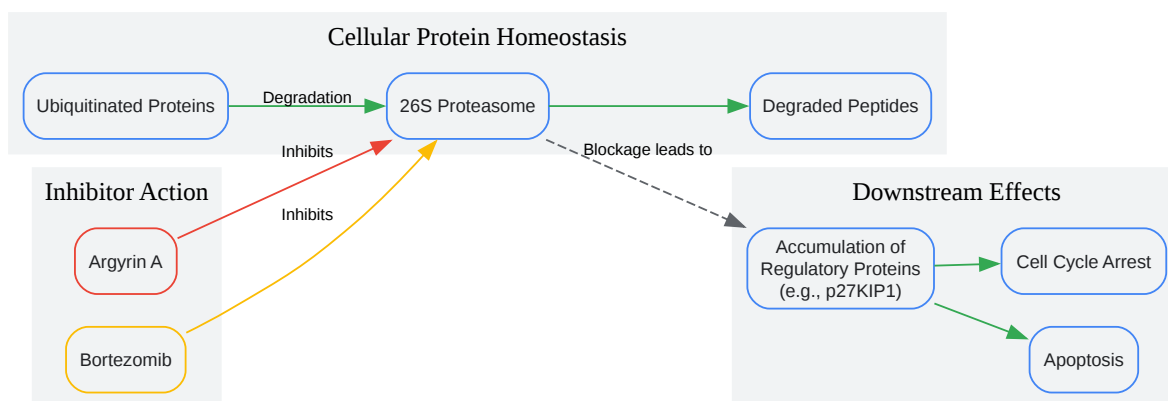 Cellular Protein Homeostasis
Ubiquitinated Proteins
Degradation
26S Proteasome
Degraded Peptides
Inhibits
Blockage leads to
Inhibitor Action
Inhibits
Argyrin A
Bortezomib
Downstream Effects
Accumulation of
Regulatory Proteins
(e.g., p27KIP1)
Cell Cycle Arrest
Apoptosis